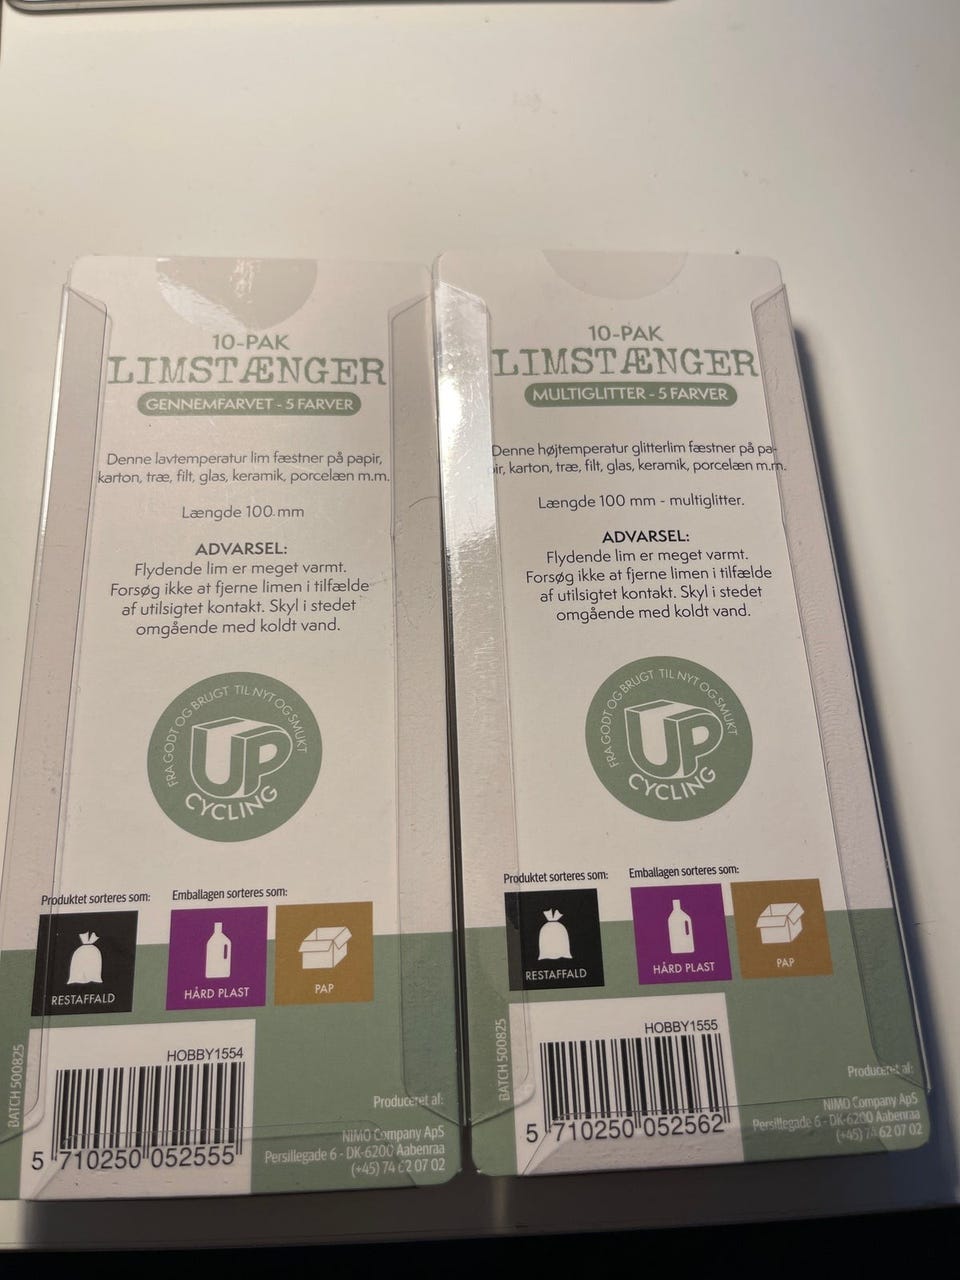 10-PAK
LIMSTÆNGER
GENNEMFARVET - 5 FARVER
Denne lavtemperatur lim fæstner på papir,
karton, træ, filt, glas, keramik, porcelæn m.m.
Længde 100 mm
ADVARSEL:
Flydende lim er meget varmt.
Forsøg ikke at fjerne limen i tilfælde
af utilsigtet kontakt. Skyl i stedet
omgående med koldt vand.
FRA GODT OG BRUGT TIL NYT OG SMUKT
UP
CYCLING
Produktet sorteres som:
Emballagen sorteres som:
RESTAFFALD
HÅRD PLAST
PAP
BATCH 500825
HOBBY1554
5 710250 052555
Produceret af:
NIMO Company ApS
Persillegade 6 - DK-6200 Aabenraa
(+45) 74 62 07 02
10-PAK
LIMSTÆNGER
MULTIGLITTER - 5 FARVER
Denne højtemperatur glitterlim fæstner på pa-
pir, karton, træ, filt, glas, keramik, porcelæn m.m.
Længde 100 mm - multiglitter.
ADVARSEL:
Flydende lim er meget varmt.
Forsøg ikke at fjerne limen i tilfælde
af utilsigtet kontakt. Skyl i stedet
omgående med koldt vand.
FRA GODT OG BRUGT TIL NYT OG SMUKT
UP
CYCLING
Produktet sorteres som:
Emballagen sorteres som:
RESTAFFALD
HÅRD PLAST
PAP
BATCH 500825
HOBBY1555
5 710250 052562
Produceret af:
NIMO Company ApS
Persillegade 6 - DK-6200 Aabenraa
(+45) 74 62 07 02